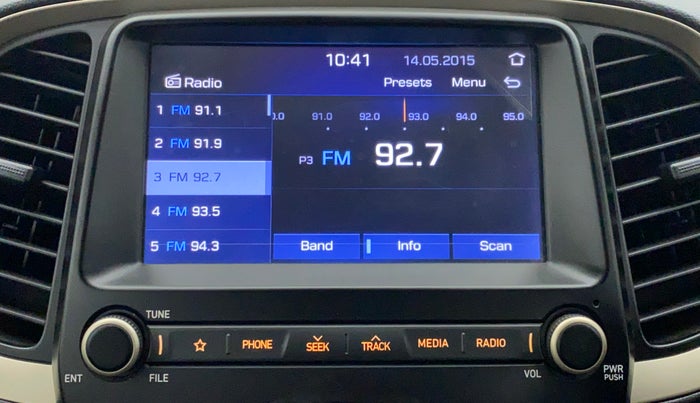 10:41 14.05.2015
Radio Presets Menu
1 FM 91.1
2 FM 91.9
3 FM 92.7
4 FM 93.5
5 FM 94.3
.0 91.0 92.0 93.0 94.0 95.0
P3 FM 92.7
Band Info Scan
TUNE
PHONE SEEK TRACK MEDIA RADIO
ENT FILE VOL PWR
PUSH